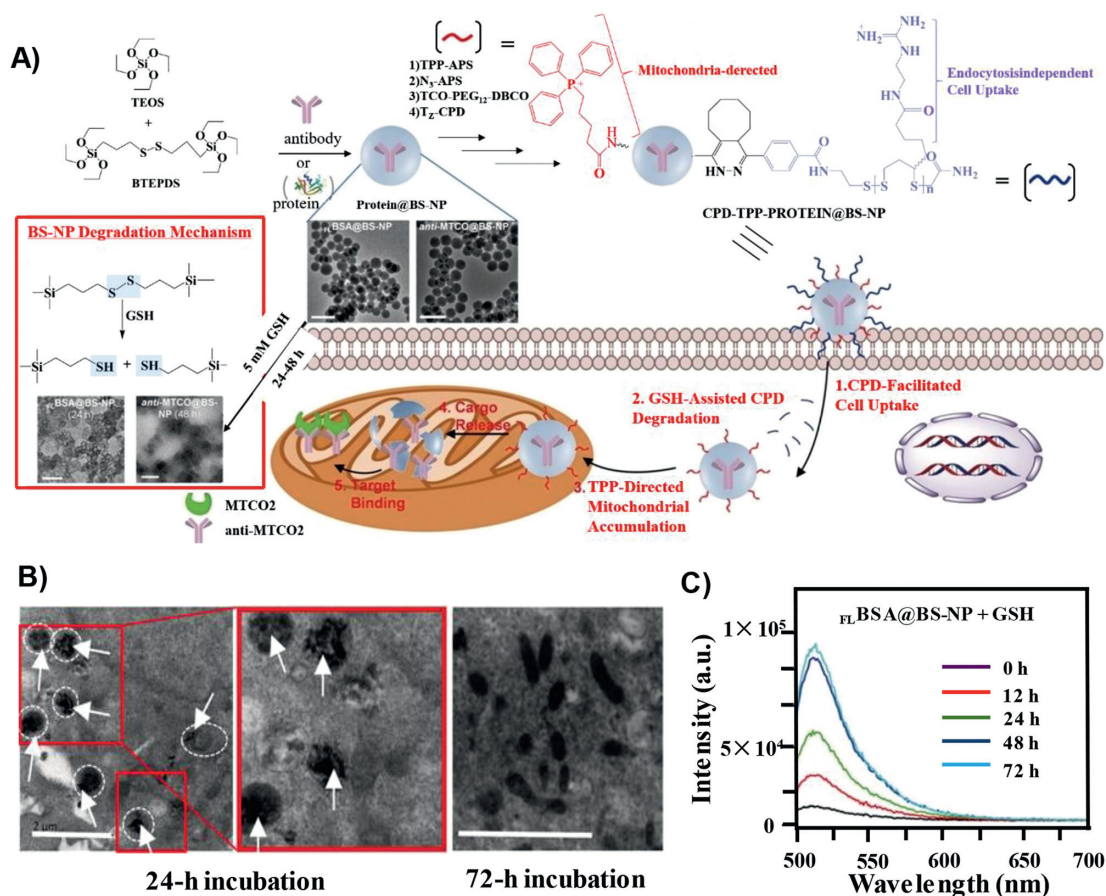 A)
TEOS
+
BTEPDS
antibody
or
protein
Protein@BS-NP
1)TPP-APS
2)N3-APS
3)TCO-PEG12-DBCO
4)TZ-CPD
=
Mitochondria-derected
Endocytosisindependent
Cell Uptake
CPD-TPP-PROTEIN@BS-NP
=
BS-NP Degradation Mechanism
GSH
SH + SH
BSA@BS-NP
(24 h)
anti-MTCO@BS-
NP (48 h)
FLBSA@BS-NP
anti-MTCO@BS-NP
5 mM GSH
24-48 h
MTCO2
anti-MTCO2
1.CPD-Facilitated
Cell Uptake
2. GSH-Assisted CPD
Degradation
3. TPP-Directed
Mitochondrial
Accumulation
4. Cargo
Release
5. Target
Binding
B)
2 μm
24-h incubation
72-h incubation
C)
FLBSA@BS-NP + GSH
0 h
12 h
24 h
48 h
72 h
Intensity (a.u.)
1×10⁵
5×10⁴
0
500 550 600 650 700
Wavelength (nm)